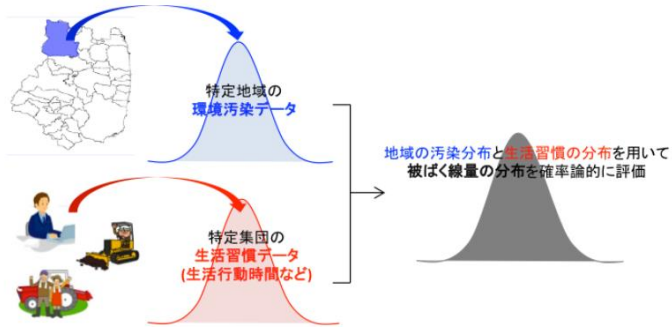 特定地域の
環境汚染データ
地域の汚染分布と生活習慣の分布を用いて
被ばく線量の分布を確率論的に評価
特定集団の
生活習慣データ
(生活行動時間など)